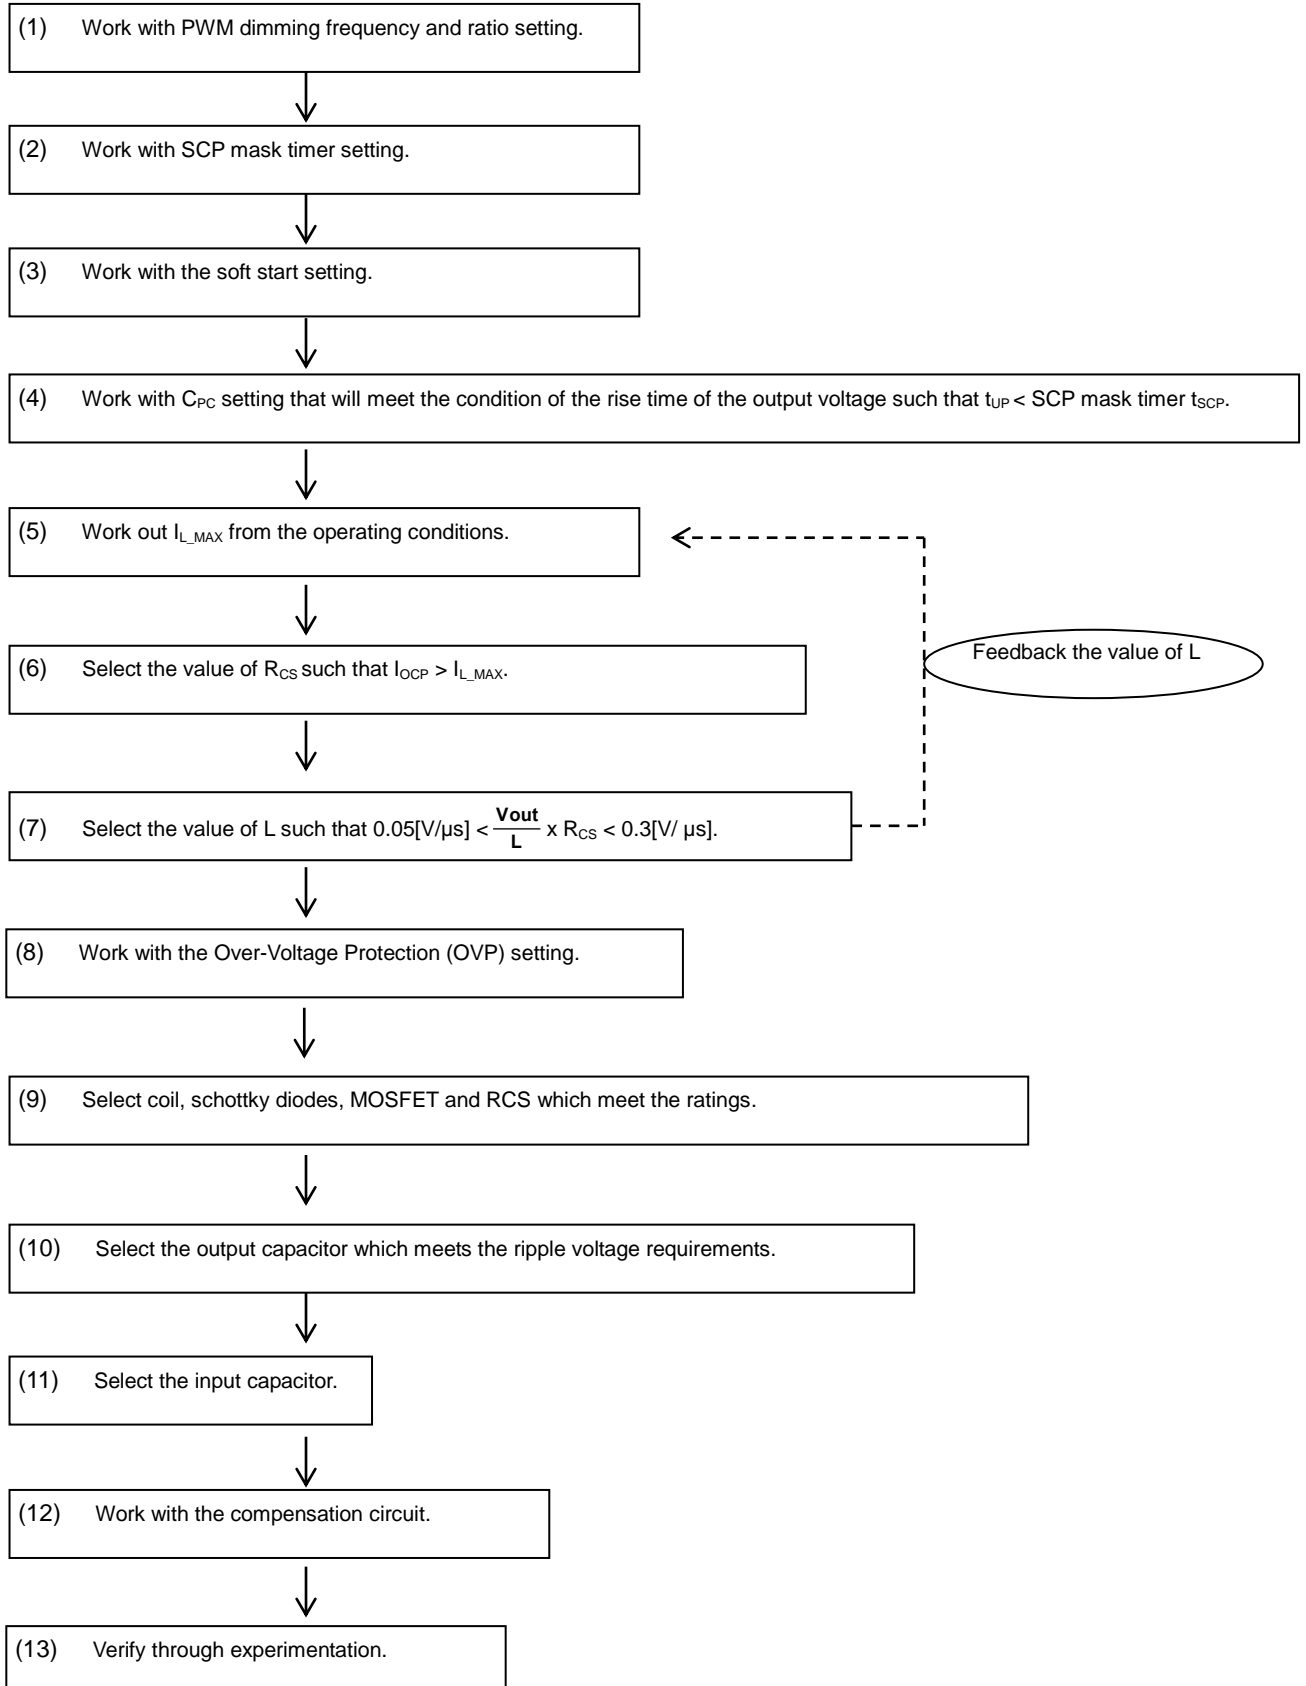 (1) Work with PWM dimming frequency and ratio setting.
(2) Work with SCP mask timer setting.
(3) Work with the soft start setting.
(4) Work with CPC setting that will meet the condition of the rise time of the output voltage such that tUP < SCP mask timer tSCP.
(5) Work out IL_MAX from the operating conditions.
(6) Select the value of RCS such that IOCP > IL_MAX.
Feedback the value of L
(7) Select the value of L such that 0.05[V/µs] < Vout/L x RCS < 0.3[V/ µs].
(8) Work with the Over-Voltage Protection (OVP) setting.
(9) Select coil, schottky diodes, MOSFET and RCS which meet the ratings.
(10) Select the output capacitor which meets the ripple voltage requirements.
(11) Select the input capacitor.
(12) Work with the compensation circuit.
(13) Verify through experimentation.